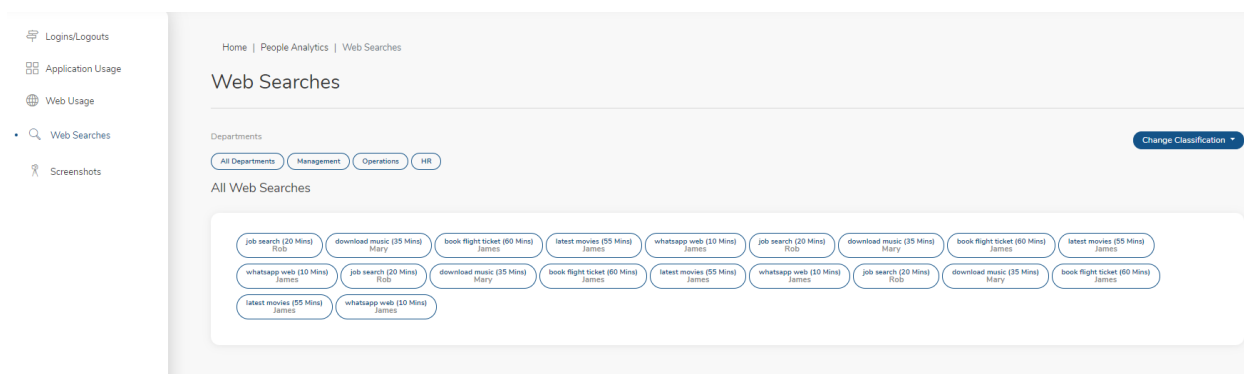 Logins/Logouts
Application Usage
Web Usage
Web Searches
Screenshots
Home | People Analytics | Web Searches
Web Searches
Departments
Change Classification
All Departments Management Operations HR
All Web Searches
job search (20 Mins) download music (35 Mins) book flight ticket (60 Mins) latest movies (55 Mins) whatsapp web (10 Mins) job search (20 Mins) download music (35 Mins) book flight ticket (60 Mins) latest movies (55 Mins)
Rob Mary James James James Rob Mary James James
whatsapp web (10 Mins) job search (20 Mins) download music (35 Mins) book flight ticket (60 Mins) latest movies (55 Mins) whatsapp web (10 Mins) job search (20 Mins) download music (35 Mins) book flight ticket (60 Mins)
James Rob Mary James James James Rob Mary James
latest movies (55 Mins) whatsapp web (10 Mins)
James James